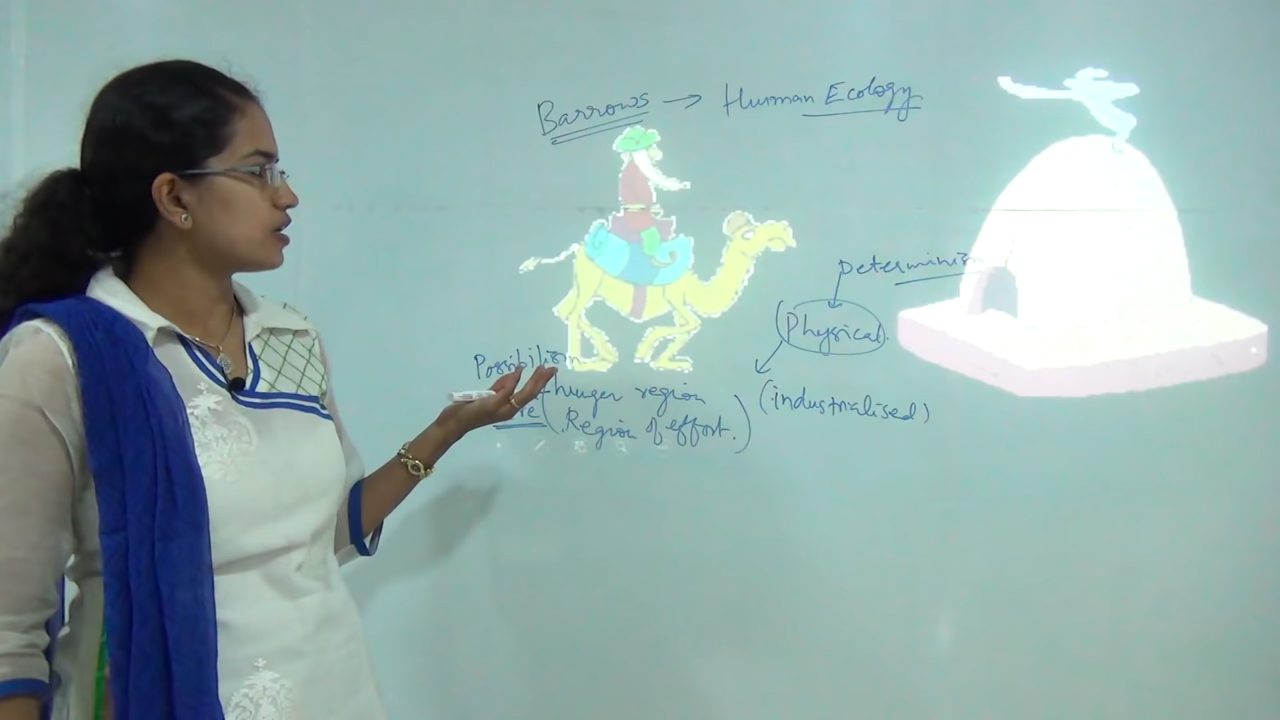 Barrows → Human Ecology
Determinism
Physical
Possibilism
hunger region
(industrialised)
(Region of effort.)